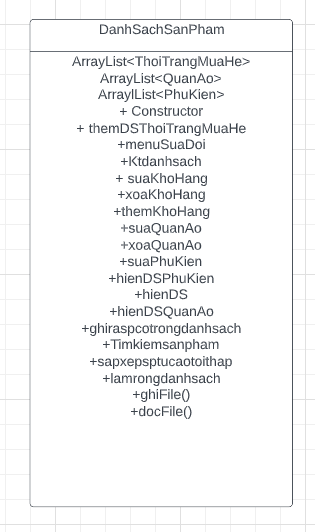 DanhSachSanPham
ArrayList<ThoiTrangMuaHe>
ArrayList<QuanAo>
ArraylList<PhuKien>
+ Constructor
+ themDSThoiTrangMuaHe
+menuSuaDoi
+Ktdanhsach
+ suaKhoHang
+xoaKhoHang
+themKhoHang
+suaQuanAo
+xoaQuanAo
+suaPhuKien
+hienDSPhuKien
+hienDS
+hienDSQuanAo
+ghiraspcotrongdanhsach
+Timkiemsanpham
+sapxepsptucaotoithap
+lamrongdanhsach
+ghiFile()
+docFile()